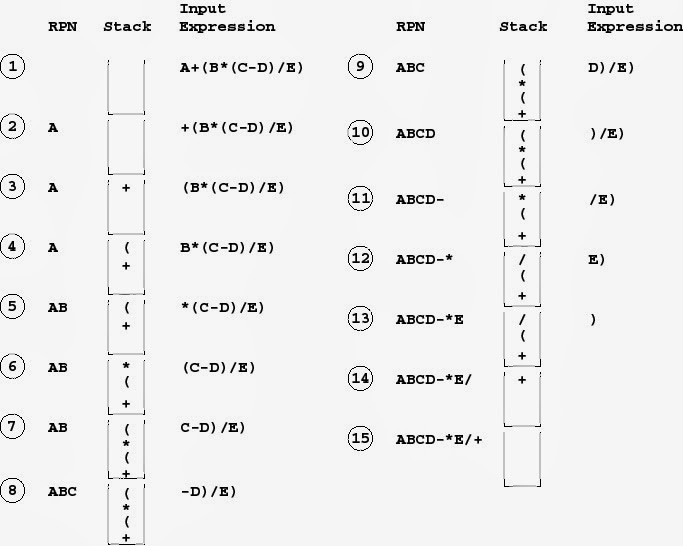 RPN Stack Input Expression
1 A+(B*(C-D)/E)
2 A +(B*(C-D)/E)
3 A + (B*(C-D)/E)
4 A ( B*(C-D)/E)
+
5 AB ( *(C-D)/E)
+
6 AB * (C-D)/E)
(
+
7 AB ( C-D)/E)
*
(
+
8 ABC ( -D)/E)
*
(
+
RPN Stack Input Expression
9 ABC ( D)/E)
*
(
+
10 ABCD ( )/E)
*
(
+
11 ABCD- * /E)
(
+
12 ABCD-* / E)
(
+
13 ABCD-*E / )
(
+
14 ABCD-*E/ +
15 ABCD-*E/+